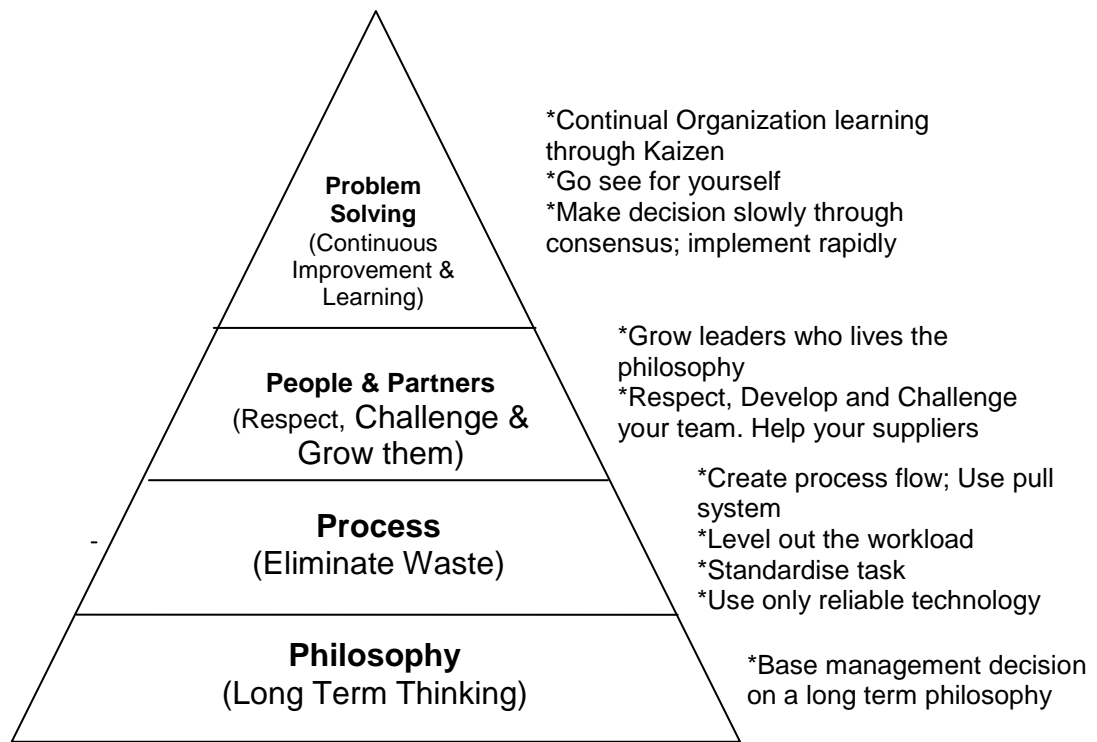 Problem
Solving
(Continuous
Improvement &
Learning)
*Continual Organization learning
through Kaizen
*Go see for yourself
*Make decision slowly through
consensus; implement rapidly
People & Partners
(Respect, Challenge &
Grow them)
*Grow leaders who lives the
philosophy
*Respect, Develop and Challenge
your team. Help your suppliers
-
Process
(Eliminate Waste)
*Create process flow; Use pull
system
*Level out the workload
*Standardise task
*Use only reliable technology
Philosophy
(Long Term Thinking)
*Base management decision
on a long term philosophy